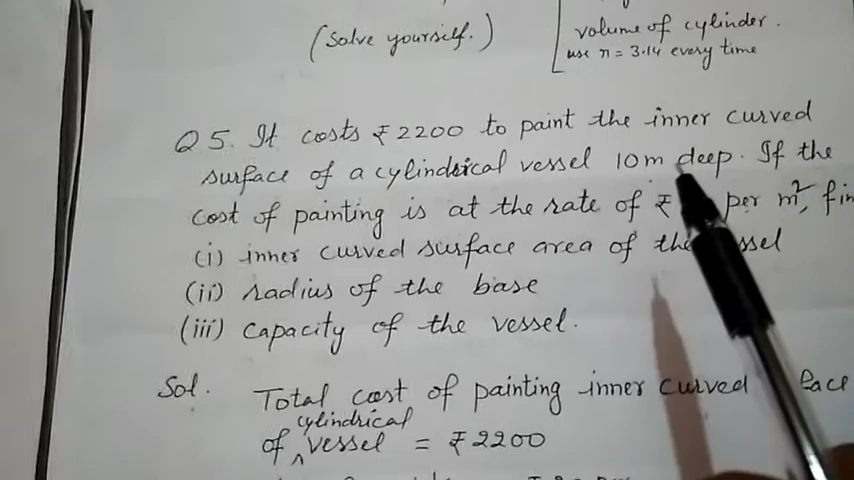 (Solve yourself.)
volume of cylinder.
use π = 3.14 every time
Q 5. It costs ₹2200 to paint the inner curved
surface of a cylindrical vessel 10m deep. If the
cost of painting is at the rate of ₹ per m², fin
(i) inner curved surface area of the
(ii) radius of the base
(iii) capacity of the vessel.
Sol. Total cost of painting inner curved
cylindrical
of ^ vessel = ₹2200